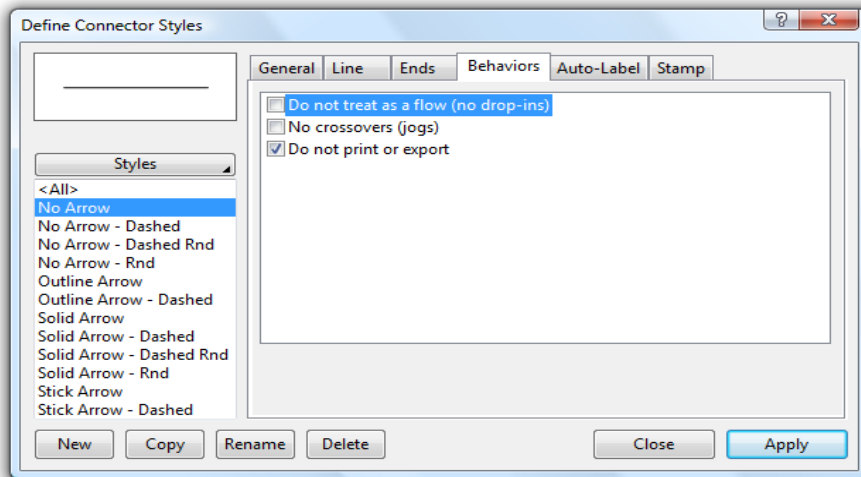 Define Connector Styles
?
General Line Ends Behaviors Auto-Label Stamp
Do not treat as a flow (no drop-ins)
No crossovers (jogs)
Do not print or export
Styles
<All>
No Arrow
No Arrow - Dashed
No Arrow - Dashed Rnd
No Arrow - Rnd
Outline Arrow
Outline Arrow - Dashed
Solid Arrow
Solid Arrow - Dashed
Solid Arrow - Dashed Rnd
Solid Arrow - Rnd
Stick Arrow
Stick Arrow - Dashed
New Copy Rename Delete Close Apply